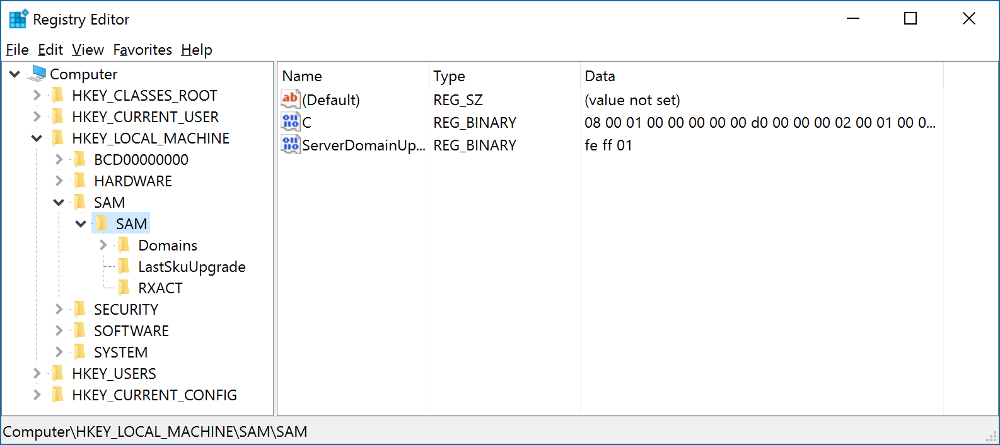 Registry Editor
File Edit View Favorites Help
Computer
HKEY_CLASSES_ROOT
HKEY_CURRENT_USER
HKEY_LOCAL_MACHINE
BCD00000000
HARDWARE
SAM
SAM
Domains
LastSkuUpgrade
RXACT
SECURITY
SOFTWARE
SYSTEM
HKEY_USERS
HKEY_CURRENT_CONFIG
Name Type Data
(Default) REG_SZ (value not set)
C REG_BINARY 08 00 01 00 00 00 00 00 d0 00 00 00 02 00 01 00 0...
ServerDomainUp... REG_BINARY fe ff 01
Computer\HKEY_LOCAL_MACHINE\SAM\SAM